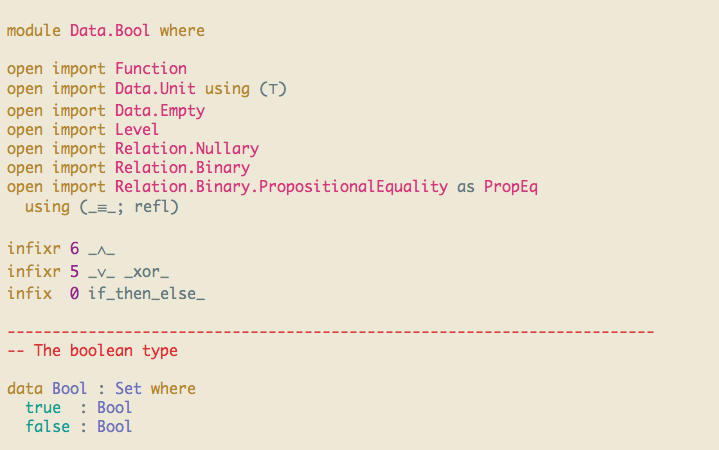 module Data.Bool where
open import Function
open import Data.Unit using (⊤)
open import Data.Empty
open import Level
open import Relation.Nullary
open import Relation.Binary
open import Relation.Binary.PropositionalEquality as PropEq
  using (_≡_; refl)
infixr 6 _∧_
infixr 5 _∨_ _xor_
infix  0 if_then_else_
------------------------------------------------------------------------
-- The boolean type
data Bool : Set where
  true  : Bool
  false : Bool